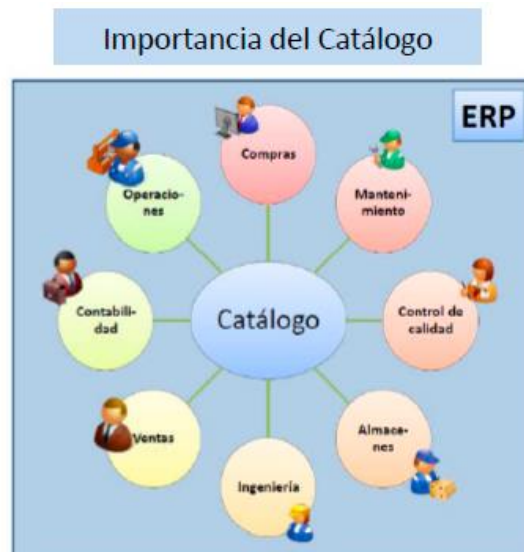 Importancia del Catálogo
ERP
Compras
Manteni-
miento
Control de
calidad
Almace-
nes
Ingeniería
Ventas
Contabili-
dad
Operacio-
nes
Catálogo